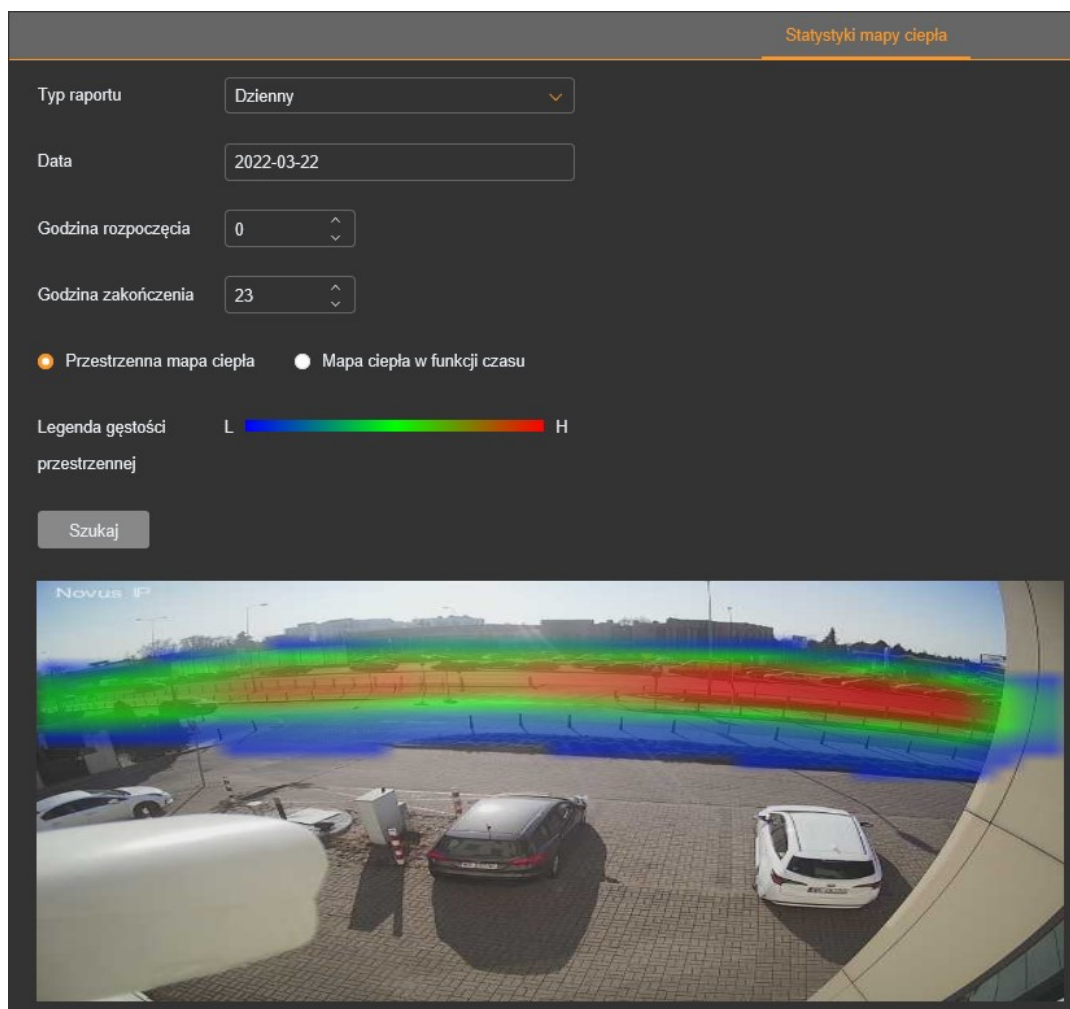 Statystyki mapy ciepła
Typ raportu
Dzienny
Data
2022-03-22
Godzina rozpoczęcia
0
Godzina zakończenia
23
Przestrzenna mapa ciepła
Mapa ciepła w funkcji czasu
Legenda gęstości
przestrzennej
L
H
Szukaj
Novus IP